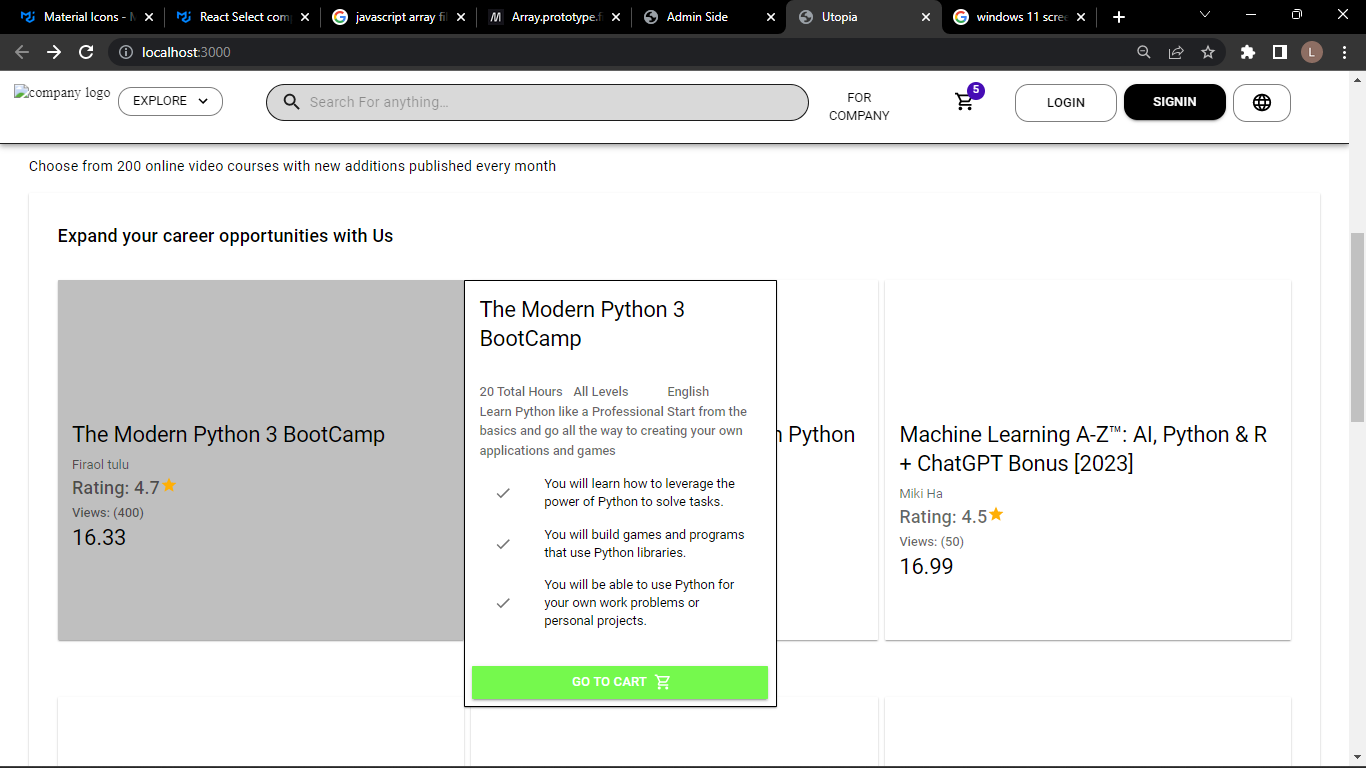 Material Icons - M
React Select com
javascript array fil
Array.prototype.f
Admin Side
Utopia
windows 11 scree
localhost:3000
L
company logo
EXPLORE
Search For anything...
FOR
COMPANY
5
LOGIN
SIGNIN
Choose from 200 online video courses with new additions published every month
Expand your career opportunities with Us
The Modern Python 3 BootCamp
Firaol tulu
Rating: 4.7
Views: (400)
16.33
The Modern Python 3
BootCamp
20 Total Hours All Levels English
Learn Python like a Professional Start from the
basics and go all the way to creating your own
applications and games
You will learn how to leverage the
power of Python to solve tasks.
You will build games and programs
that use Python libraries.
You will be able to use Python for
your own work problems or
personal projects.
GO TO CART
Python
Machine Learning A-Z™: AI, Python & R
+ ChatGPT Bonus [2023]
Miki Ha
Rating: 4.5
Views: (50)
16.99